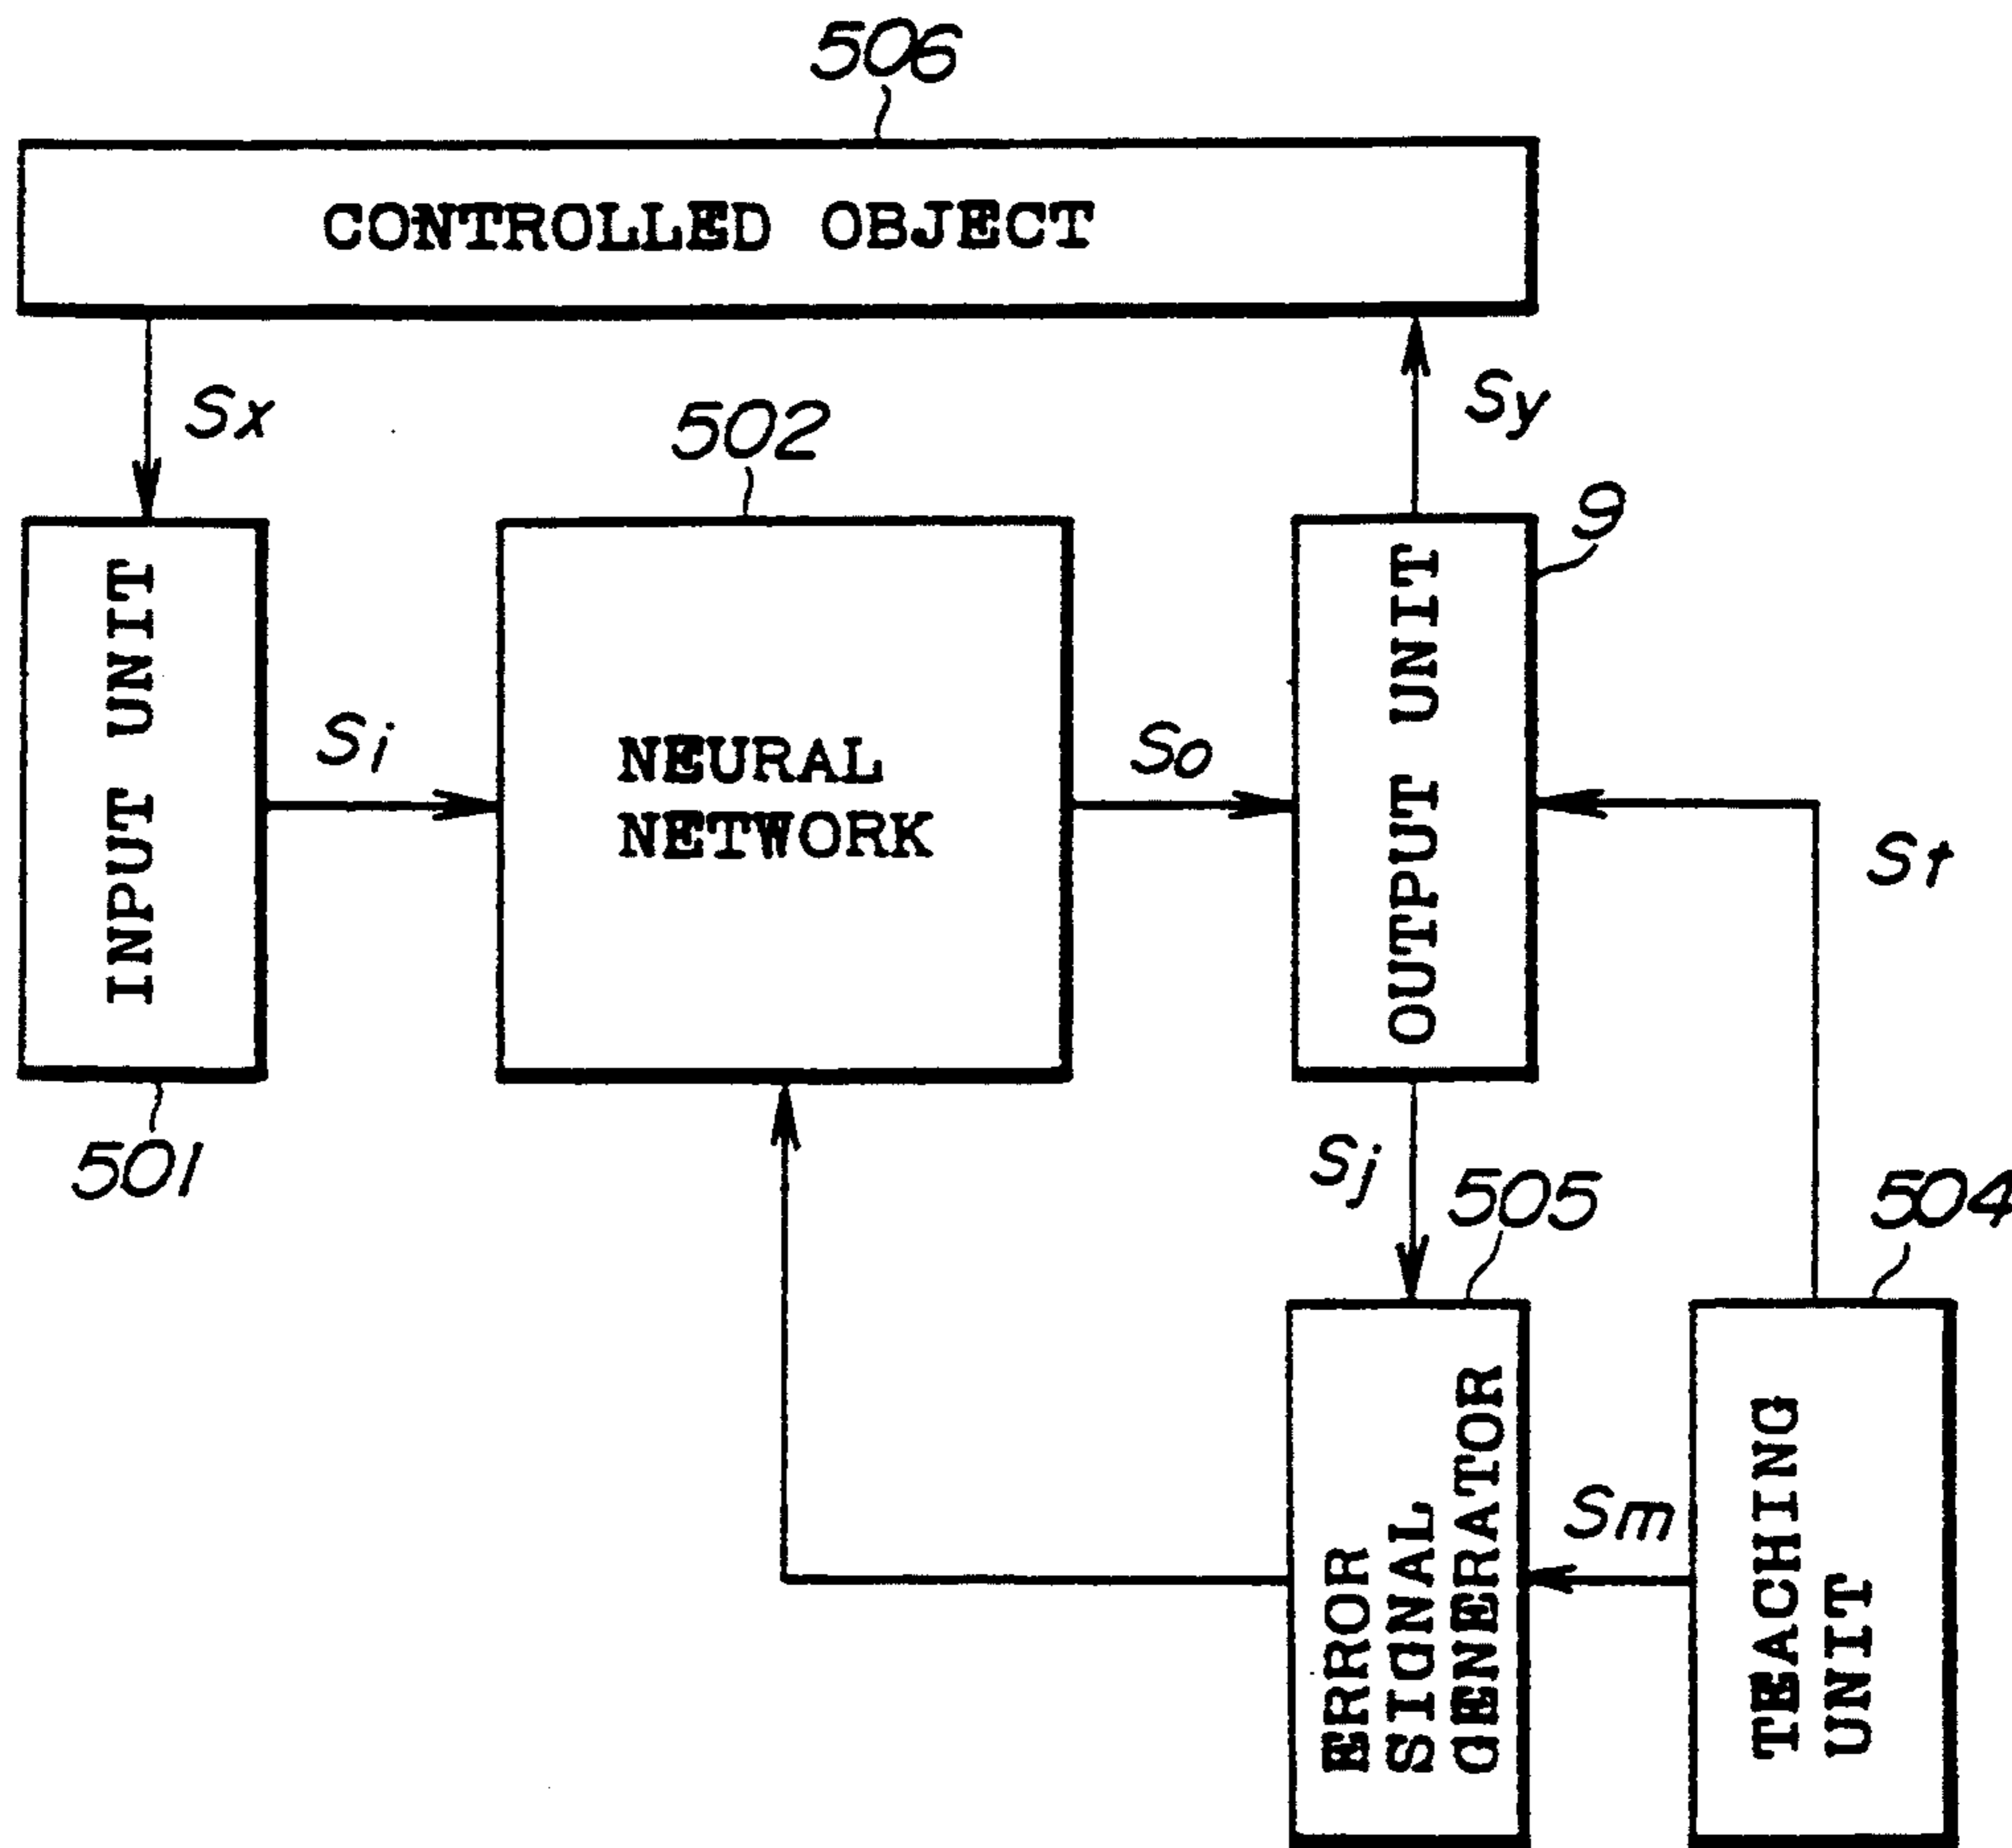 506
CONTROLLED OBJECT
Sx
Sy
502
9
INPUT UNIT
Si
NEURAL
NETWORK
So
OUTPUT UNIT
St
501
Sj
505
504
ERROR
SIGNAL
GENERATOR
Sm
TEACHING
UNIT